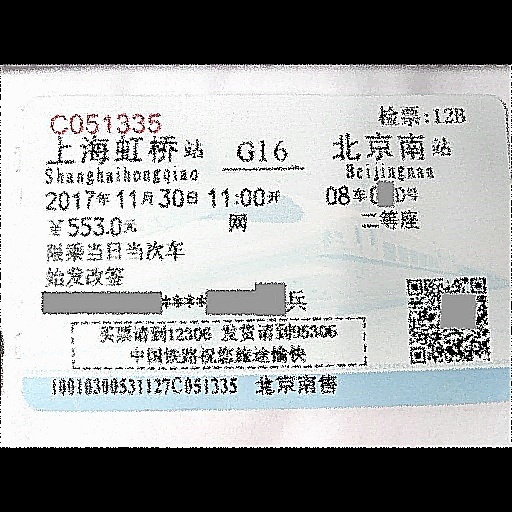 检票:12B
C051335
上海虹桥站 G16 北京南站
Shanghaihongqiao Beijingnan
2017年11月30日 11:00开 08车0 0号
￥553.0元 网 二等座
限乘当日当次车
始发改签
****兵
买票请到12306 发货请到95306
中国铁路祝您旅途愉快
10010300531127C051335 北京南售